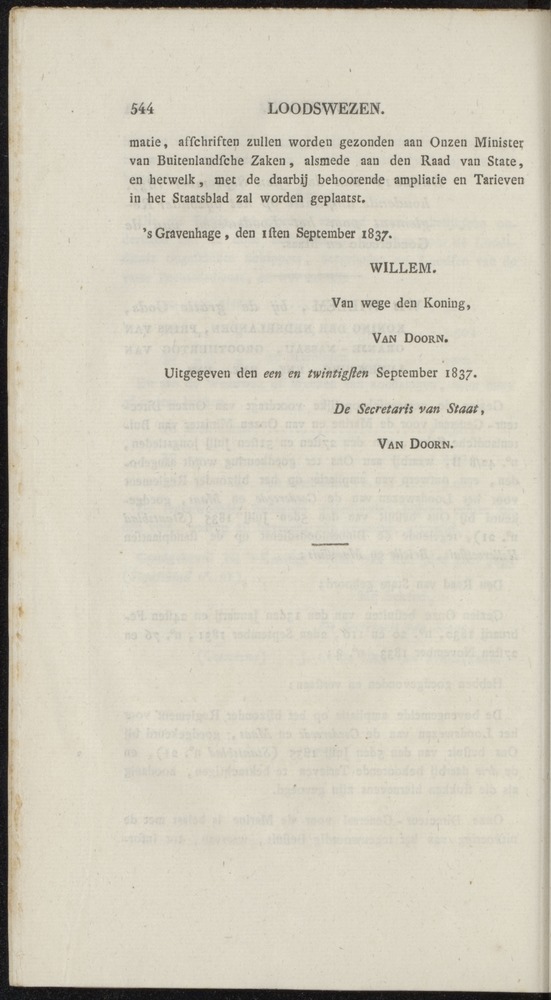 544 LOODSWEZEN.
matie, affchriften zullen worden gezonden aan Onzen Minister
van Buitenlandfche Zaken, alsmede aan den Raad van State,
en hetwelk, met de daarbij behoorende ampliatie en Tarieven
in het Staatsblad zal worden geplaatst.
's Gravenhage, den 1ften September 1837.
WILLEM.
Van wege den Koning,
VAN DOORN.
Uitgegeven den een en twintigften September 1837.
De Secretaris van Staat,
VAN DOORN.